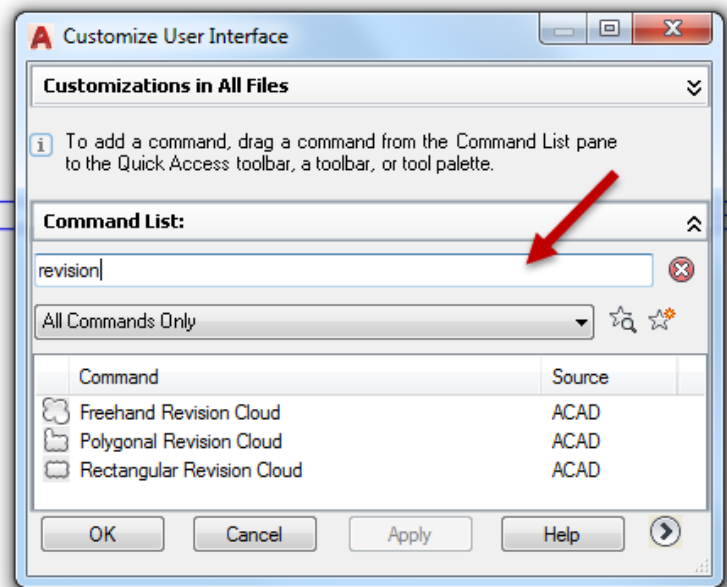 Customize User Interface
Customizations in All Files
To add a command, drag a command from the Command List pane
to the Quick Access toolbar, a toolbar, or tool palette.
Command List:
revision
All Commands Only
Command Source
Freehand Revision Cloud ACAD
Polygonal Revision Cloud ACAD
Rectangular Revision Cloud ACAD
OK Cancel Apply Help